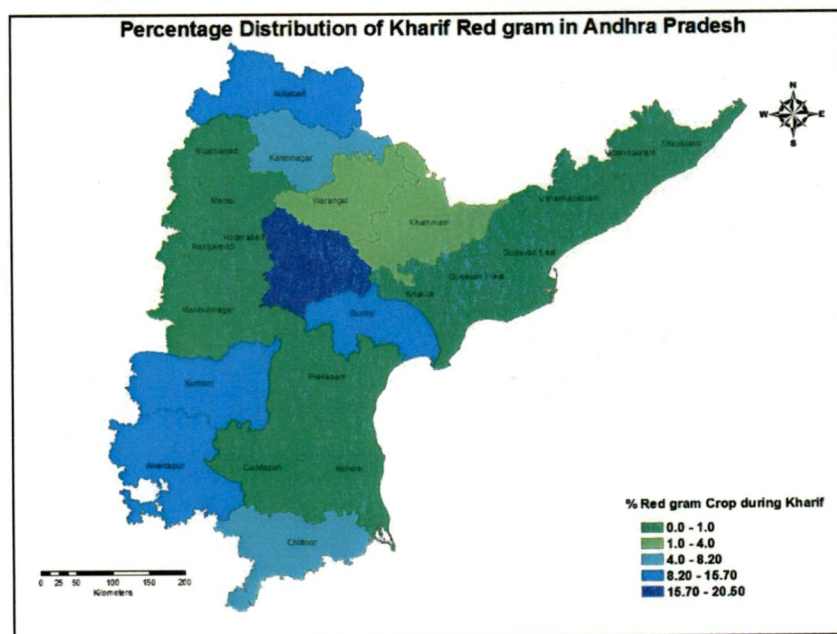 Percentage Distribution of Kharif Red gram in Andhra Pradesh
N
W E
S
Adilabad
Nizamabad
Karimnagar
Medak
Warangal
Khammam
Vizianagaram
Srikakulam
Vishakhapatnam
Hyderabad
Rangareddi
Godavari East
Godavari West
Krishna
Mahbubnagar
Guntur
Kurnool
Prakasam
Anantapur
Cuddapah
Nellore
Chittoor
% Red gram Crop during Kharif
0.0 - 1.0
1.0 - 4.0
4.0 - 8.20
8.20 - 15.70
15.70 - 20.50
0 25 50 100 150 200
Kilometers